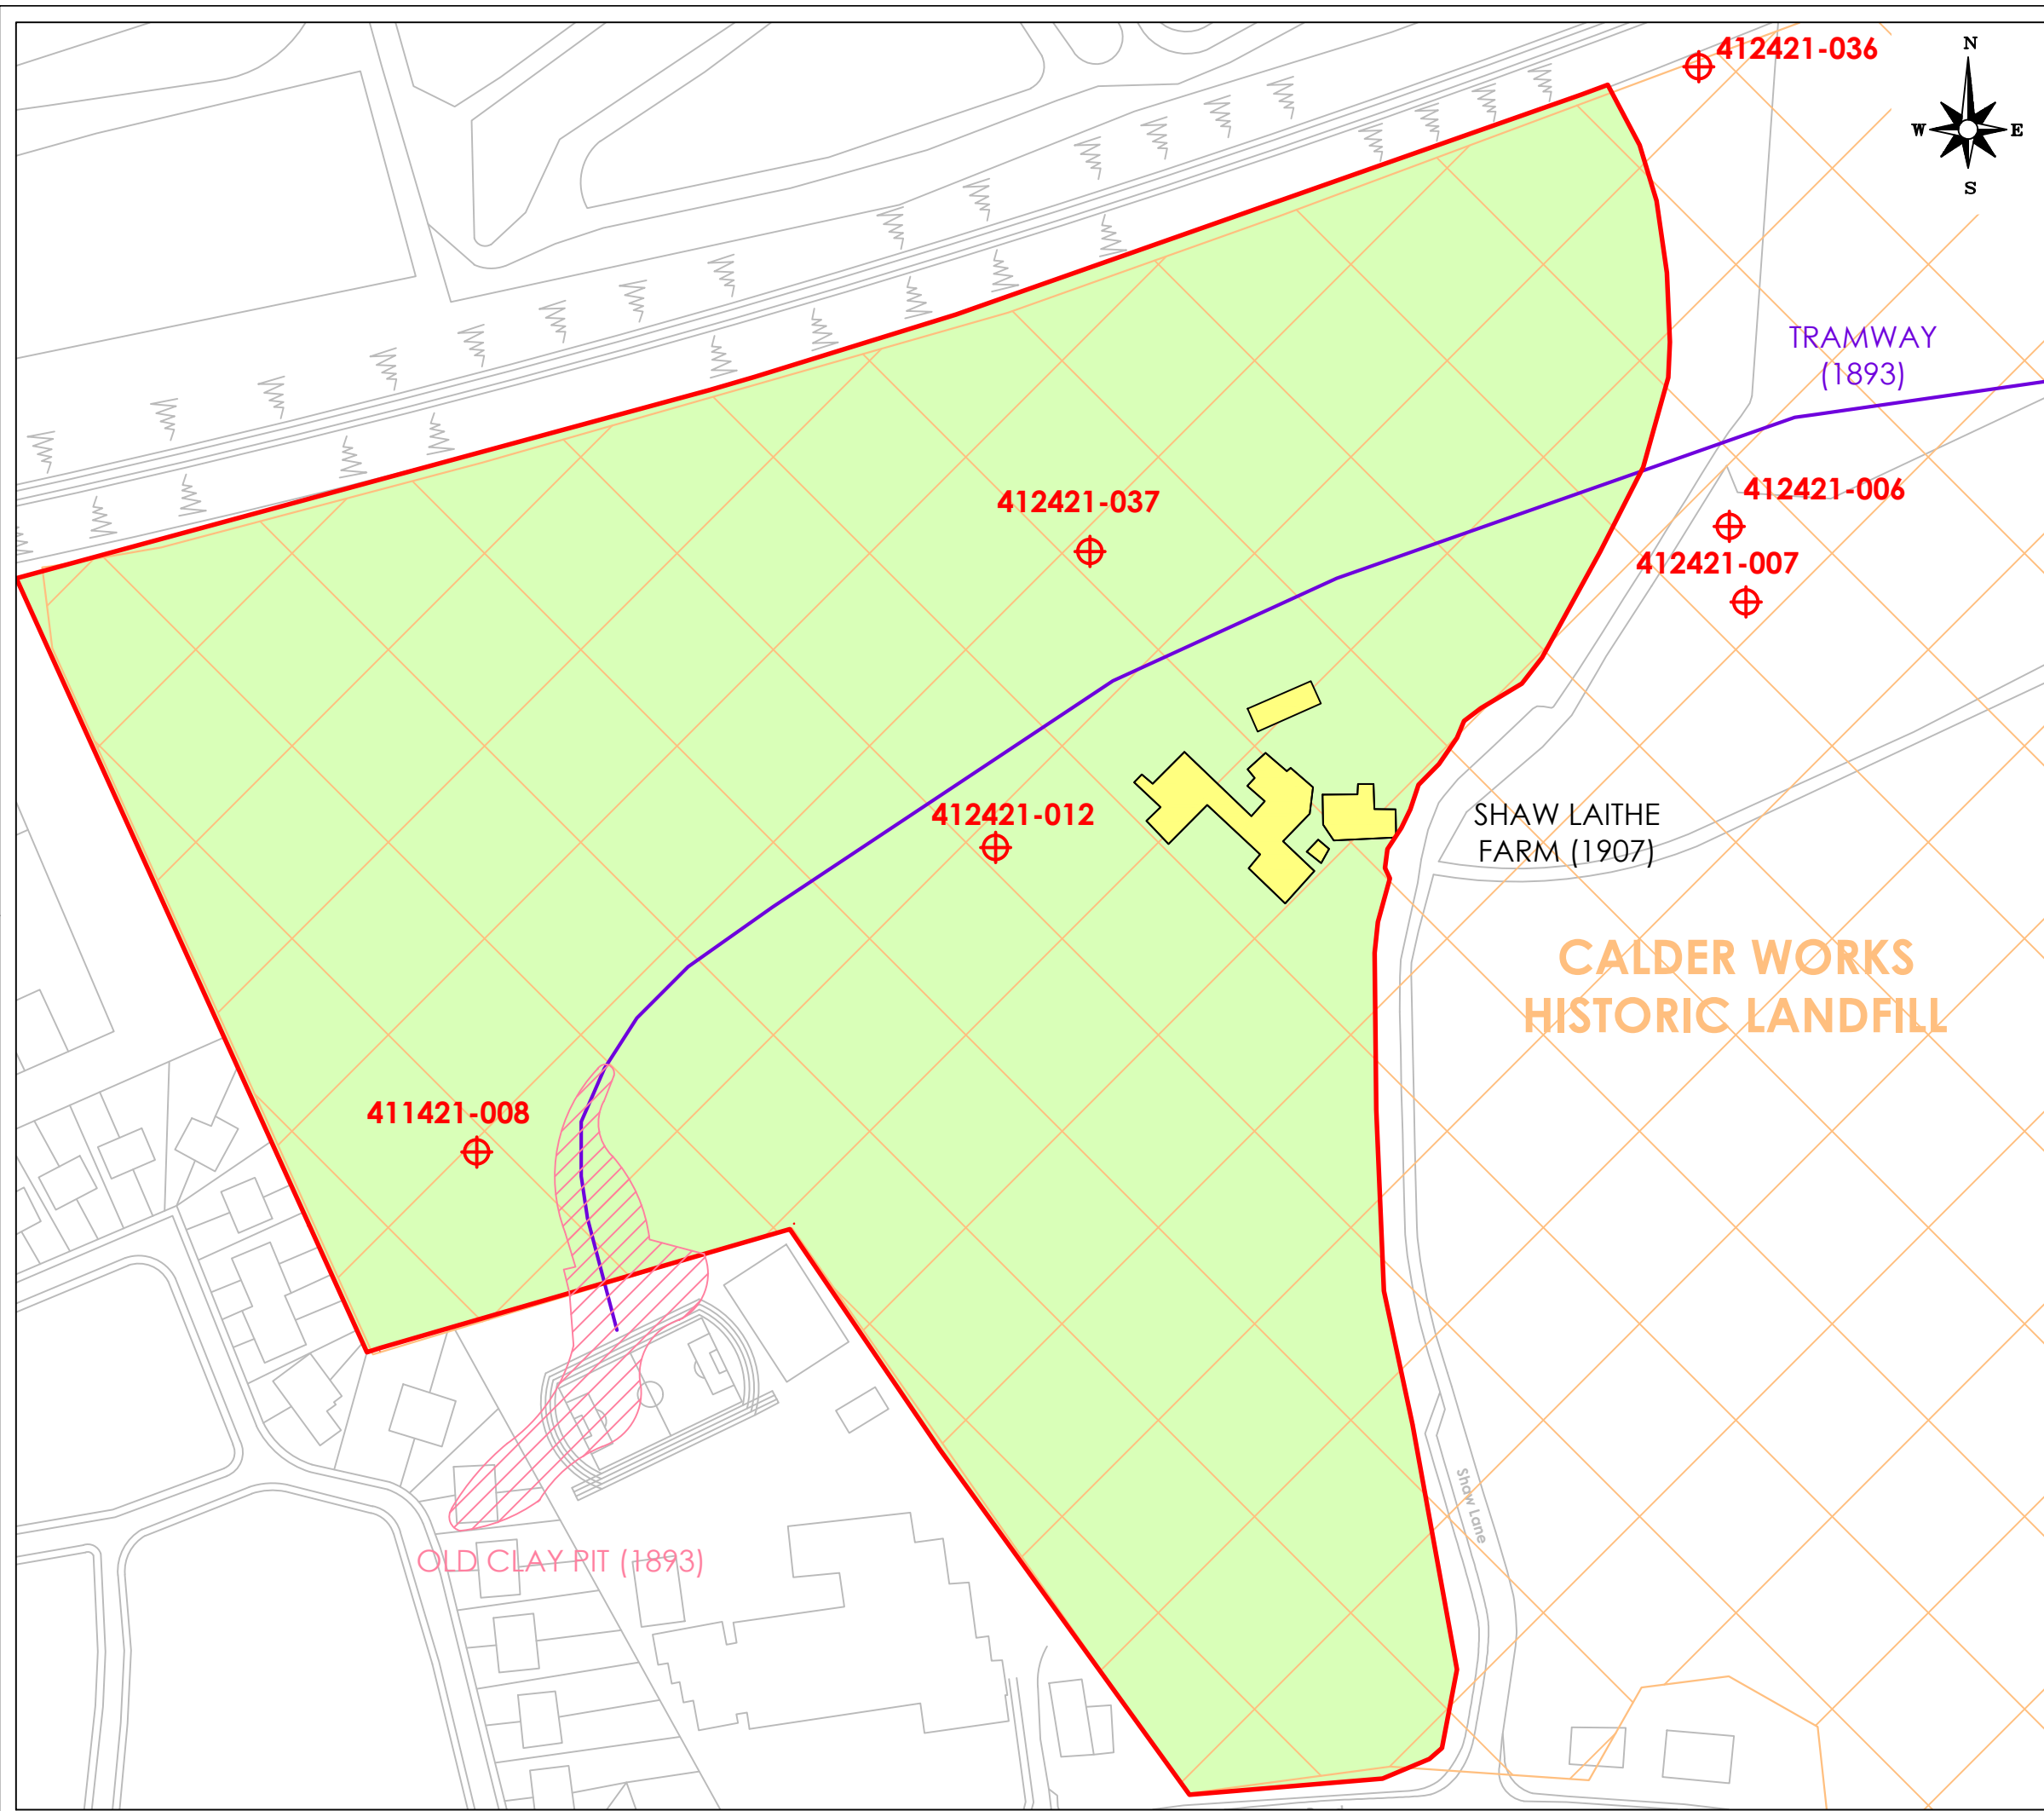 412421-036
N
W E
S
TRAMWAY
(1893)
412421-037
412421-006
412421-007
412421-012
SHAW LAITHE
FARM (1907)
CALDER WORKS
HISTORIC LANDFILL
411421-008
Shaw Lane
OLD CLAY PIT (1893)